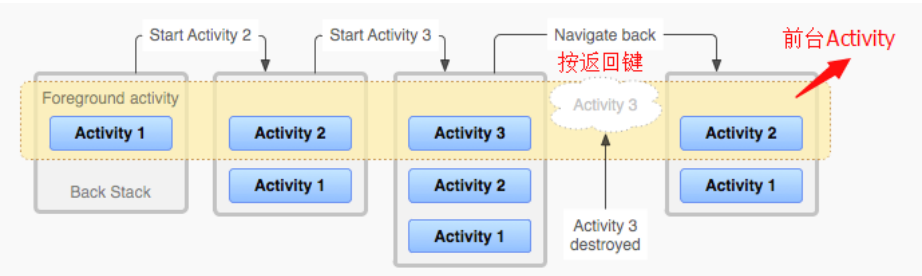 Start Activity 2
Start Activity 3
Navigate back
按返回键
前台Activity
Foreground activity
Activity 1
Back Stack
Activity 2
Activity 1
Activity 3
Activity 2
Activity 1
Activity 3
Activity 3
destroyed
Activity 2
Activity 1